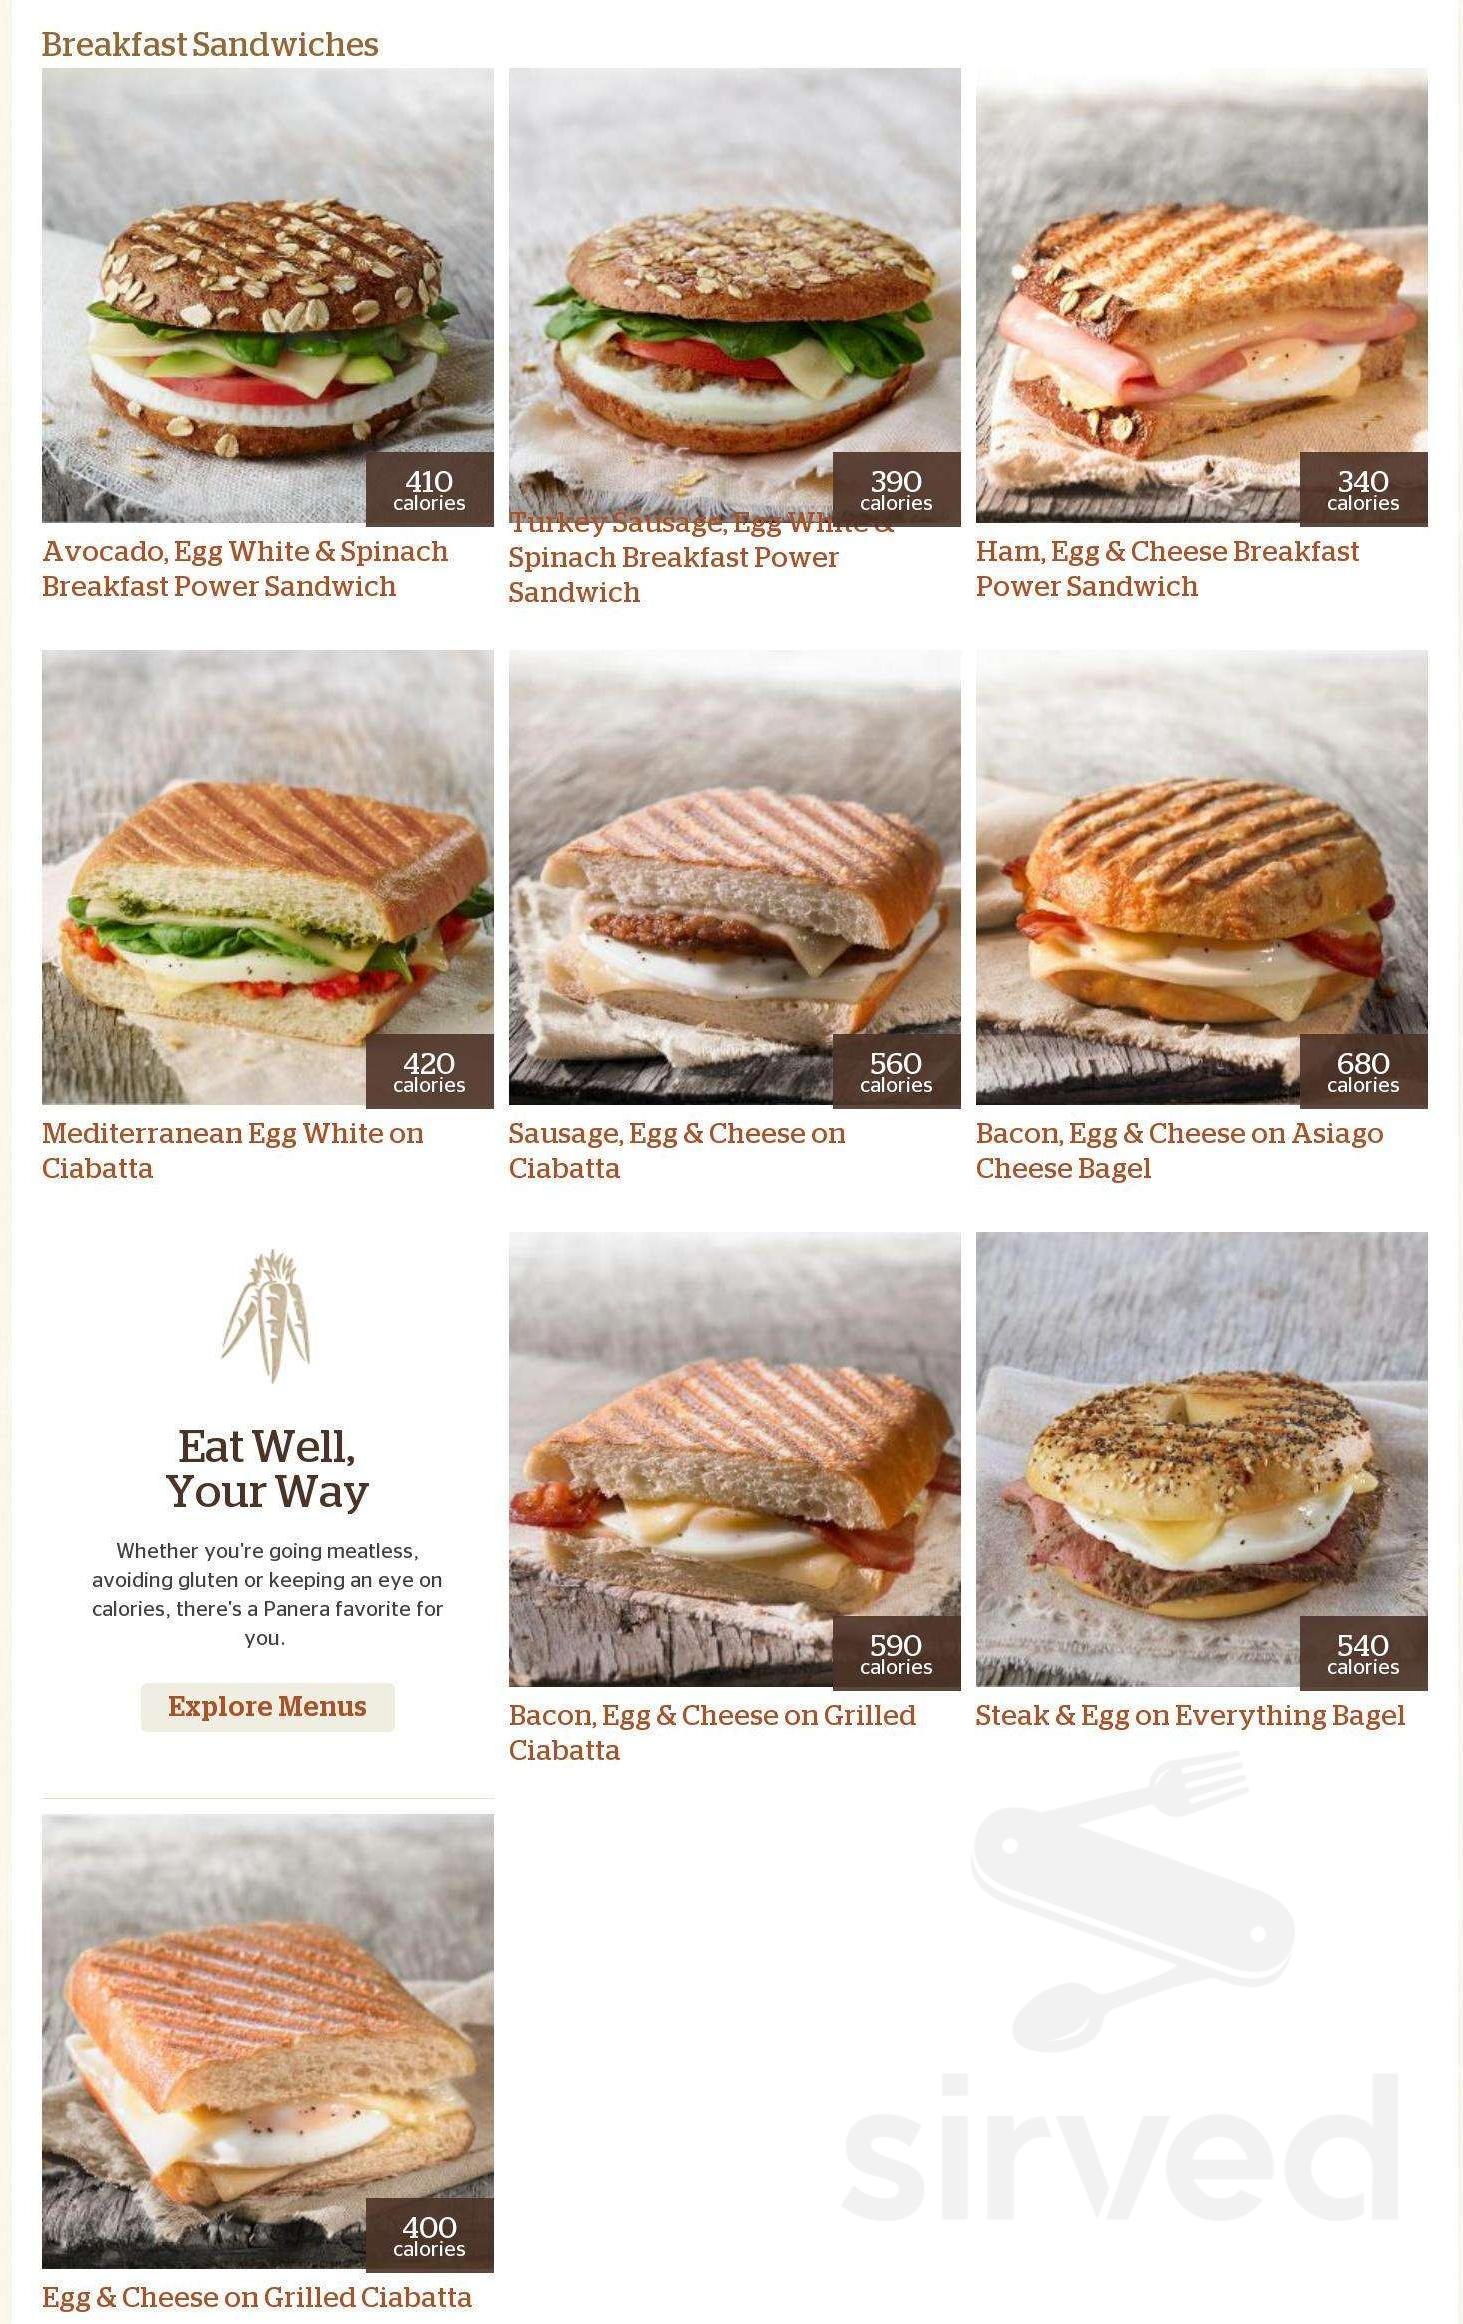 Breakfast Sandwiches
410
calories
Avocado, Egg White & Spinach
Breakfast Power Sandwich
390
calories
Turkey Sausage, Egg White &
Spinach Breakfast Power
Sandwich
340
calories
Ham, Egg & Cheese Breakfast
Power Sandwich
420
calories
Mediterranean Egg White on
Ciabatta
560
calories
Sausage, Egg & Cheese on
Ciabatta
680
calories
Bacon, Egg & Cheese on Asiago
Cheese Bagel
Eat Well,
Your Way
Whether you're going meatless,
avoiding gluten or keeping an eye on
calories, there's a Panera favorite for
you.
Explore Menus
590
calories
Bacon, Egg & Cheese on Grilled
Ciabatta
540
calories
Steak & Egg on Everything Bagel
400
calories
Egg & Cheese on Grilled Ciabatta
sirved